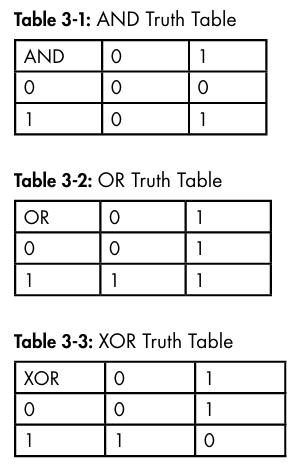 Table 3-1: AND Truth Table
AND 0 1
0 0 0
1 0 1
Table 3-2: OR Truth Table
OR 0 1
0 0 1
1 1 1
Table 3-3: XOR Truth Table
XOR 0 1
0 0 1
1 1 0